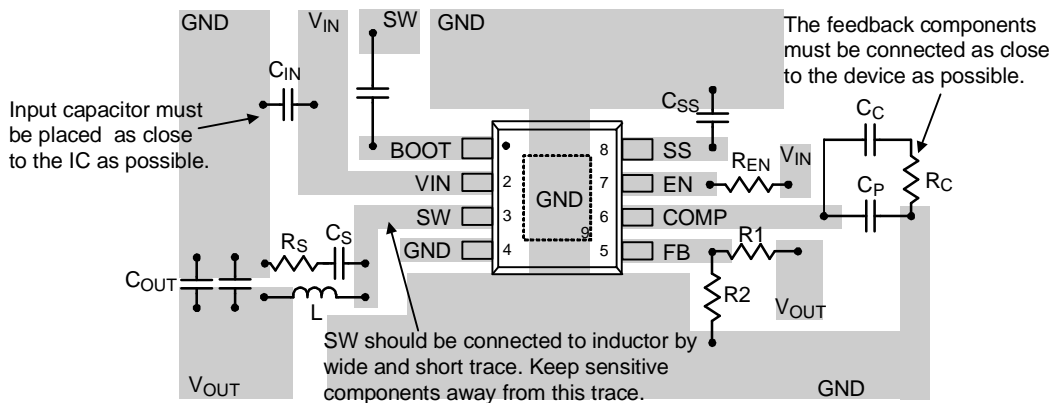 GND
VIN
SW
GND
The feedback components
must be connected as close
to the device as possible.
CIN
Input capacitor must
be placed as close
to the IC as possible.
CSS
CC
BOOT
8
SS
REN
VIN
RC
VIN
2
GND
7
EN
CP
SW
3
6
COMP
9
GND
4
5
FB
R1
RS
CS
COUT
L
R2
VOUT
SW should be connected to inductor by
wide and short trace. Keep sensitive
components away from this trace.
VOUT
GND